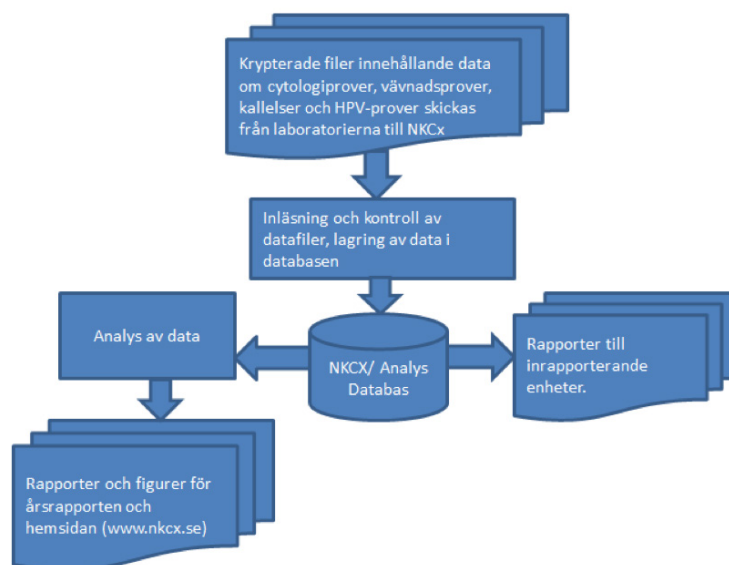 Krypterade filer innehållande data
om cytologiprover, vävnadsprover,
kallelser och HPV-prover skickas
från laboratorierna till NKCx
Inläsning och kontroll av
datafiler, lagring av data i
databasen
Analys av data
NKCX/ Analys
Databas
Rapporter till
inrapporterande
enheter.
Rapporter och figurer för
årsrapporten och
hemsidan (www.nkcx.se)